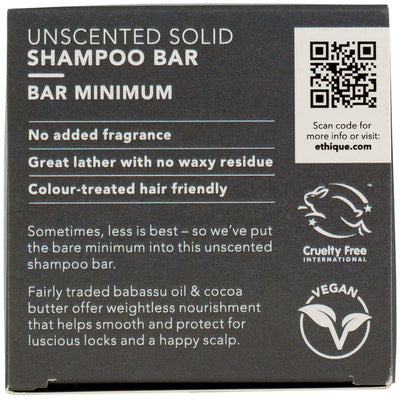 UNSCENTED SOLID
SHAMPOO BAR
BAR MINIMUM
No added fragrance
Great lather with no waxy residue
Colour-treated hair friendly
Sometimes, less is best – so we've put
the bare minimum into this unscented
shampoo bar.
Fairly traded babassu oil & cocoa
butter offer weightless nourishment
that helps smooth and protect for
luscious locks and a happy scalp.
Scan code for
more info or visit:
ethique.com
Cruelty Free
INTERNATIONAL
VEGAN